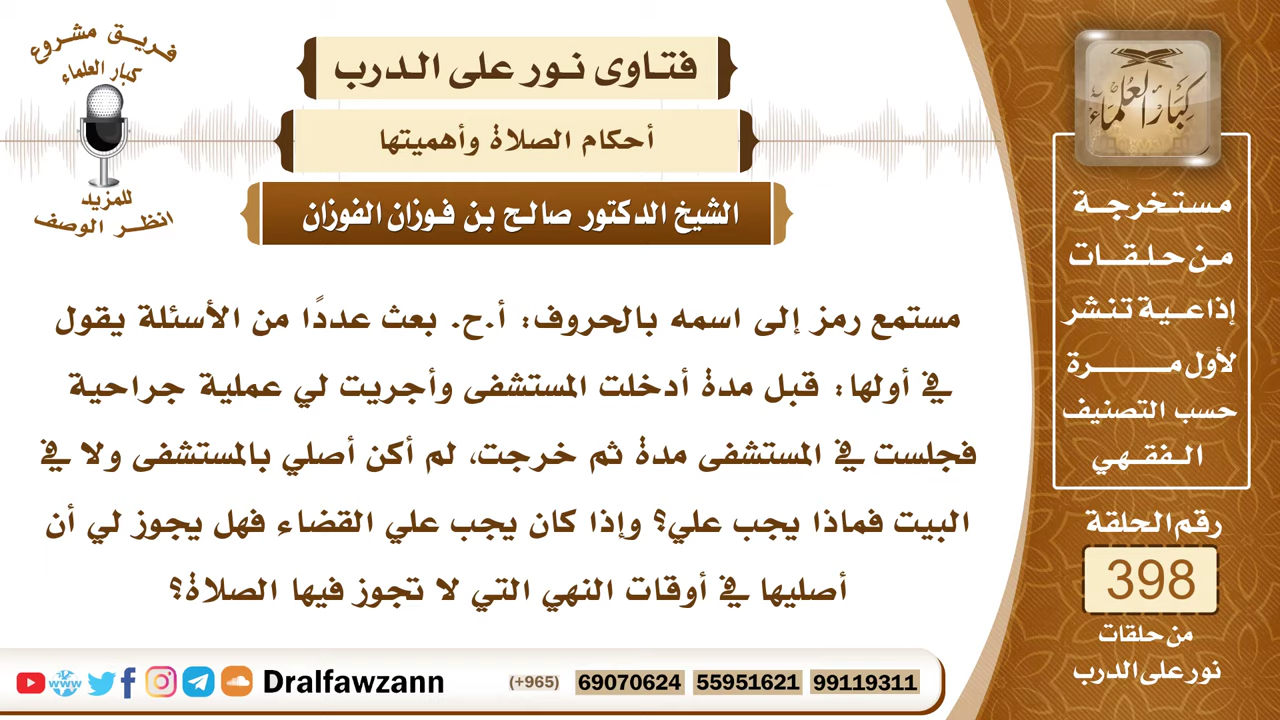 فريق مشروع
كبار العلماء
للمزيد
انظر الوصف
فتاوى نور على الدرب
أحكام الصلاة وأهميتها
الشيخ الدكتور صالح بن فوزان الفوزان
كبار العلماء
مستخرجة
من حلقات
إذاعية تنشر
لأول مرة
حسب التصنيف
الفقهي
رقم الحلقة
398
من حلقات
نور على الدرب
مستمع رمز إلى اسمه بالحروف: أ.ح. بعث عددًا من الأسئلة يقول
في أولها: قبل مدة أدخلت المستشفى وأجريت لي عملية جراحية
فجلست في المستشفى مدة ثم خرجت، لم أكن أصلي بالمستشفى ولا في
البيت فماذا يجب علي؟ وإذا كان يجب علي القضاء فهل يجوز لي أن
أصليها في أوقات النهي التي لا تجوز فيها الصلاة؟
www Dralfawzann (+965) 69070624 55951621 99119311